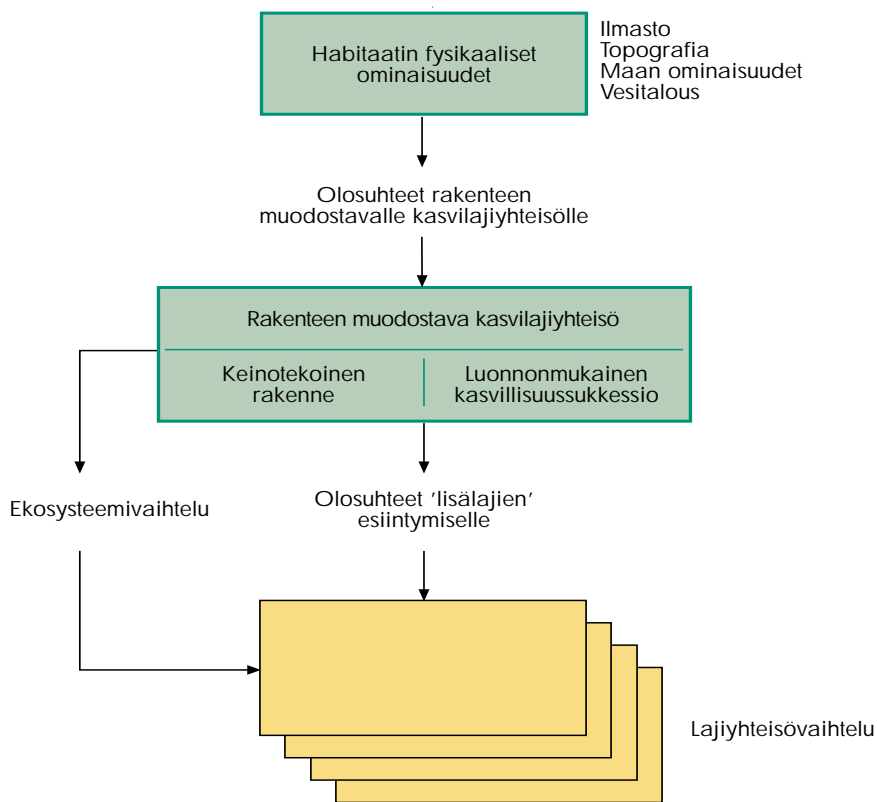 Habitaatin fysikaaliset
ominaisuudet
Ilmasto
Topografia
Maan ominaisuudet
Vesitalous
Olosuhteet rakenteen
muodostavalle kasvilajiyhteisölle
Rakenteen muodostava kasvilajiyhteisö
Keinotekoinen
rakenne
Luonnonmukainen
kasvillisuussukkessio
Ekosysteemivaihtelu
Olosuhteet ’lisälajien’
esiintymiselle
Lajiyhteisövaihtelu